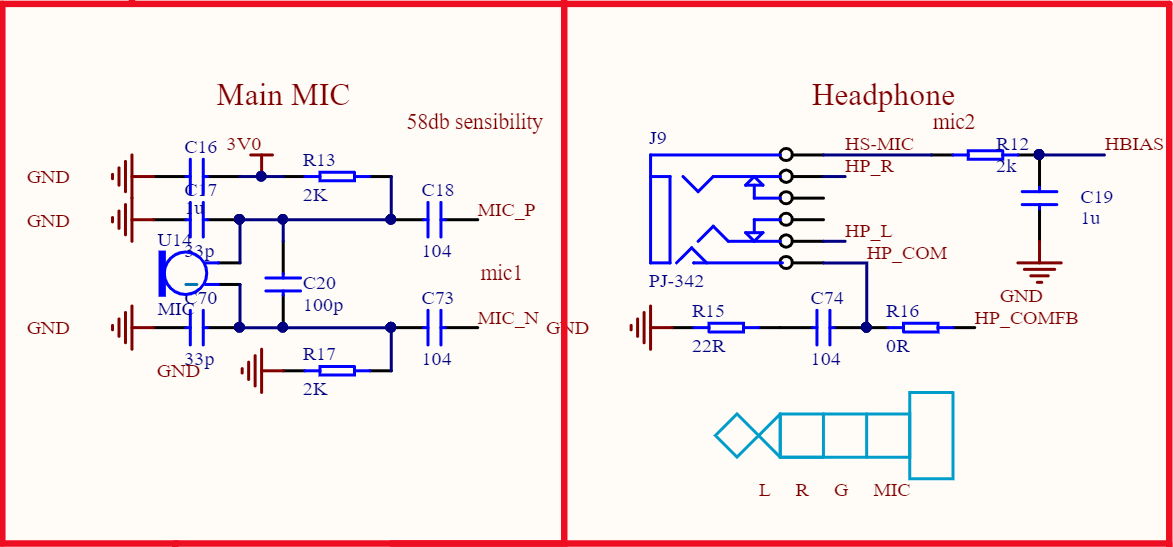 Main MIC
58db sensibility
C16
3V0
R13
GND
2K
C17
1u
C18
GND
MIC_P
U14
33p
104
mic1
C20
100p
MIC
C70
C73
GND
MIC_N
33p
R17
104
GND
2K
Headphone
mic2
J9
HS-MIC
R12
HBIAS
2k
HP_R
C19
1u
HP_L
HP_COM
PJ-342
GND
R15
C74
R16
HP_COMFB
GND
22R
104
0R
L R G MIC